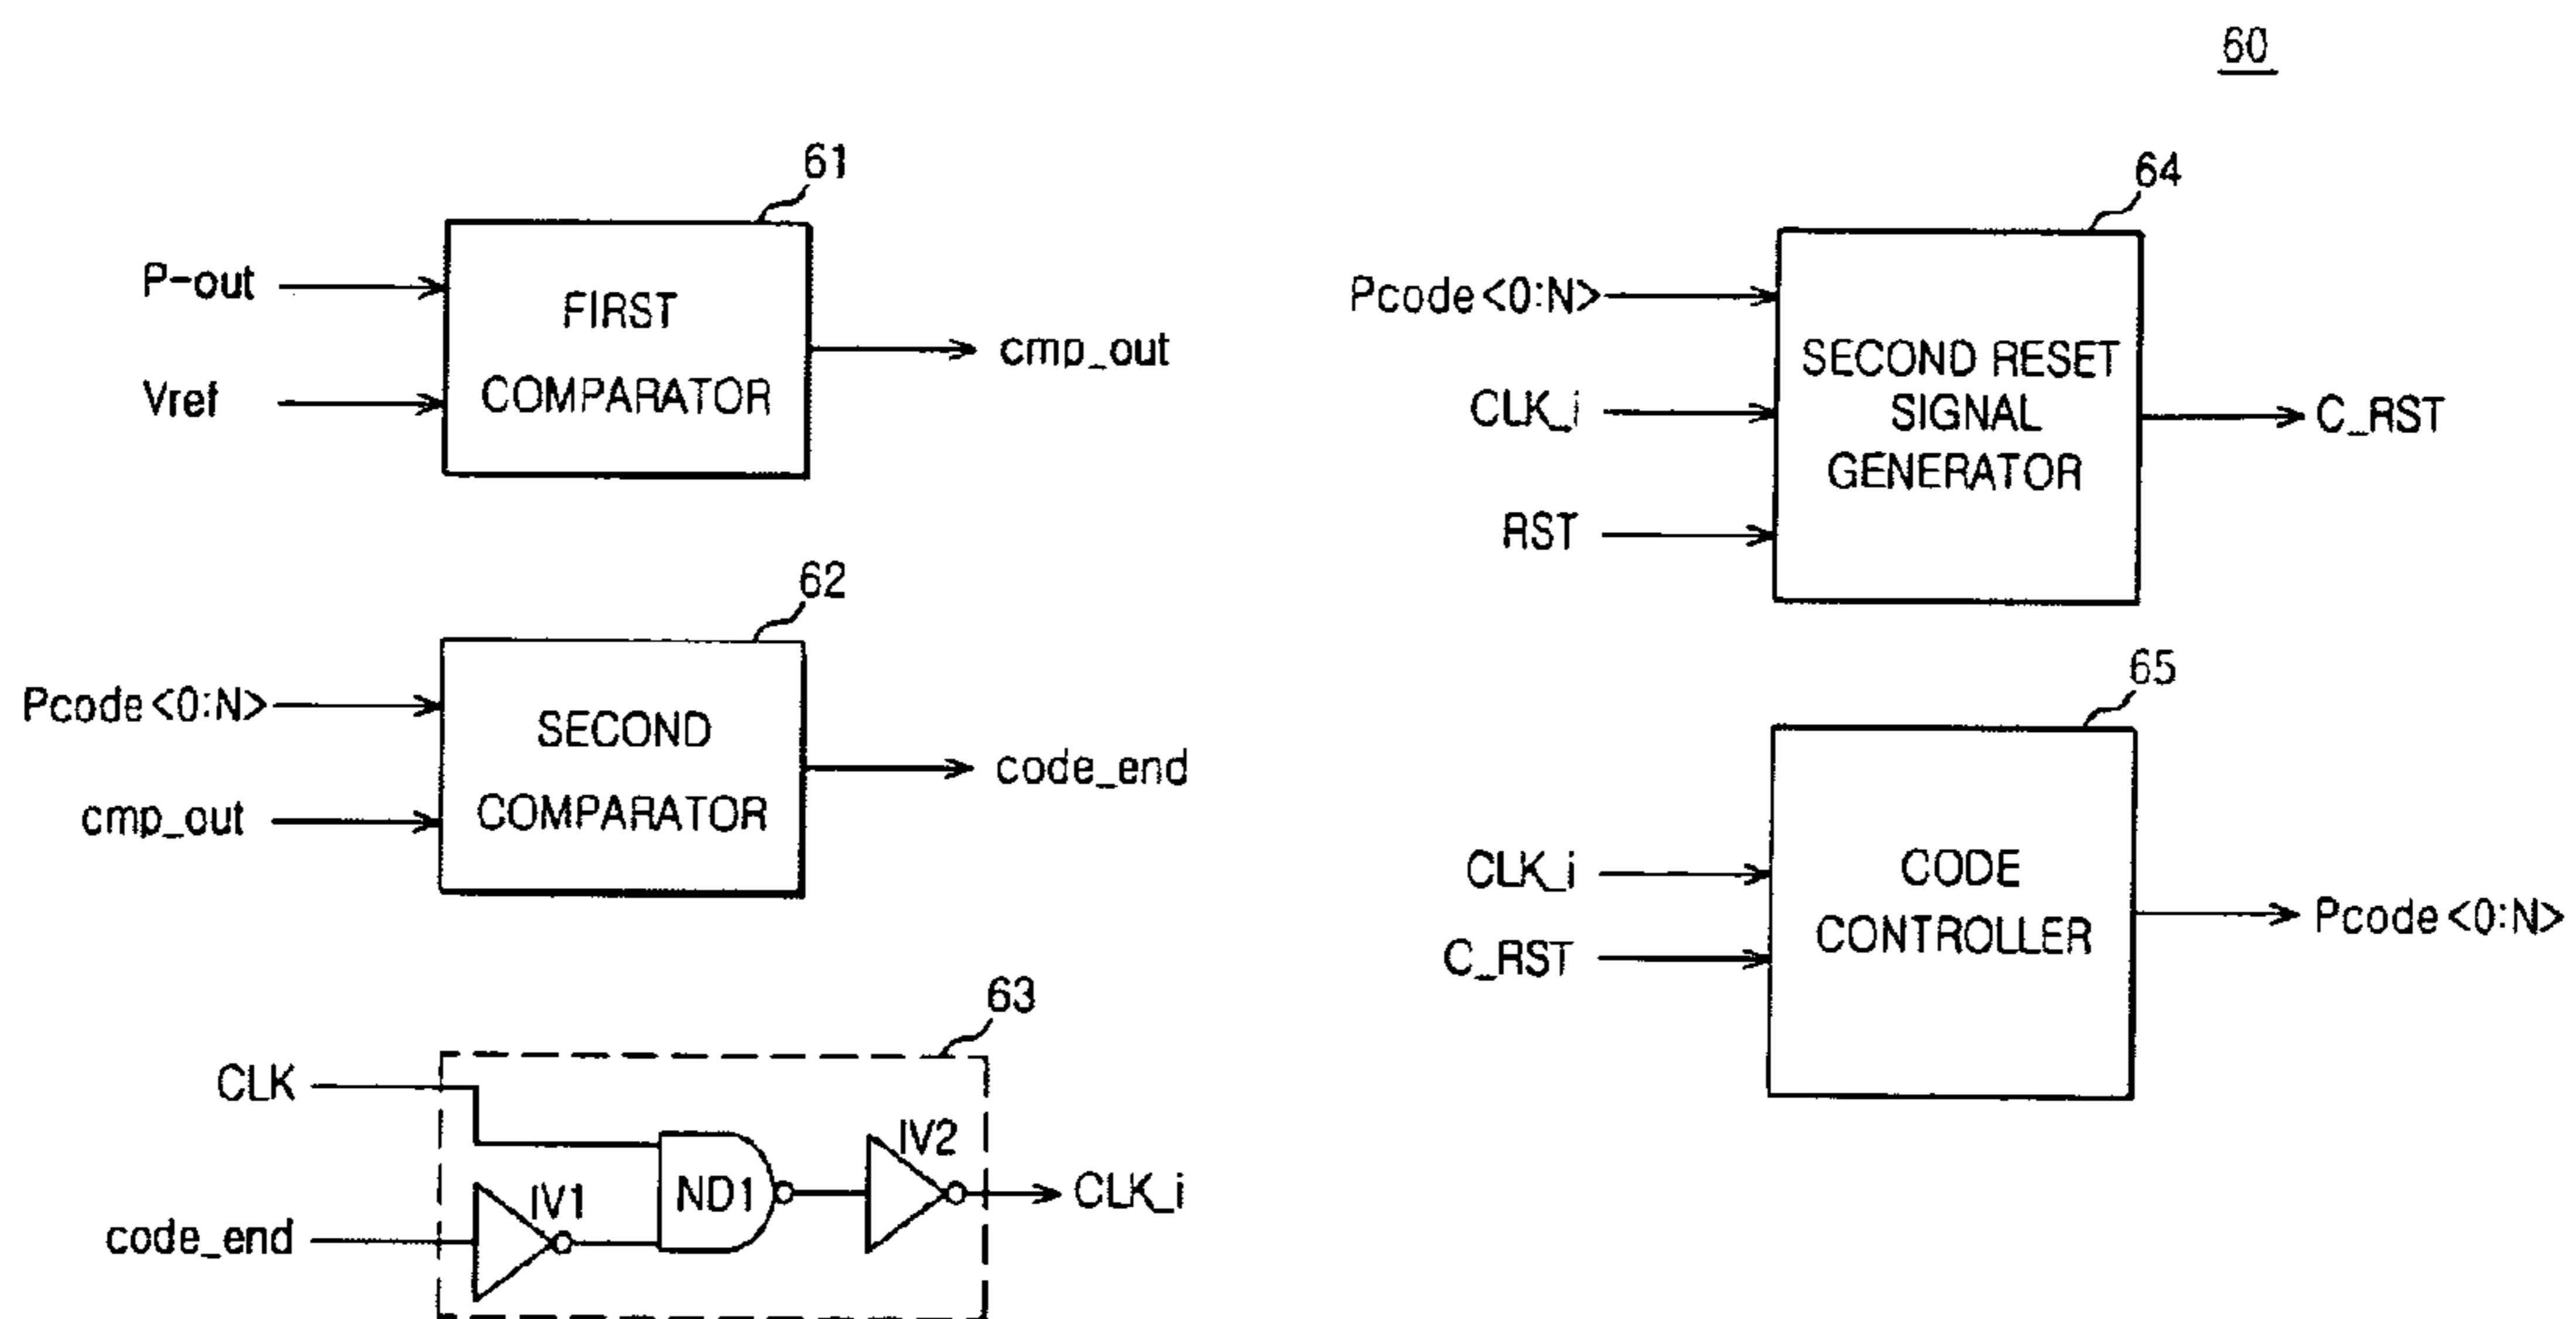 60
61
P-out
Vref
FIRST
COMPARATOR
cmp_out
62
Pcode<0:N>
cmp_out
SECOND
COMPARATOR
code_end
63
CLK
code_end
IV1
ND1
IV2
CLK_i
64
Pcode<0:N>
CLK_i
RST
SECOND RESET
SIGNAL
GENERATOR
C_RST
65
CLK_i
C_RST
CODE
CONTROLLER
Pcode<0:N>